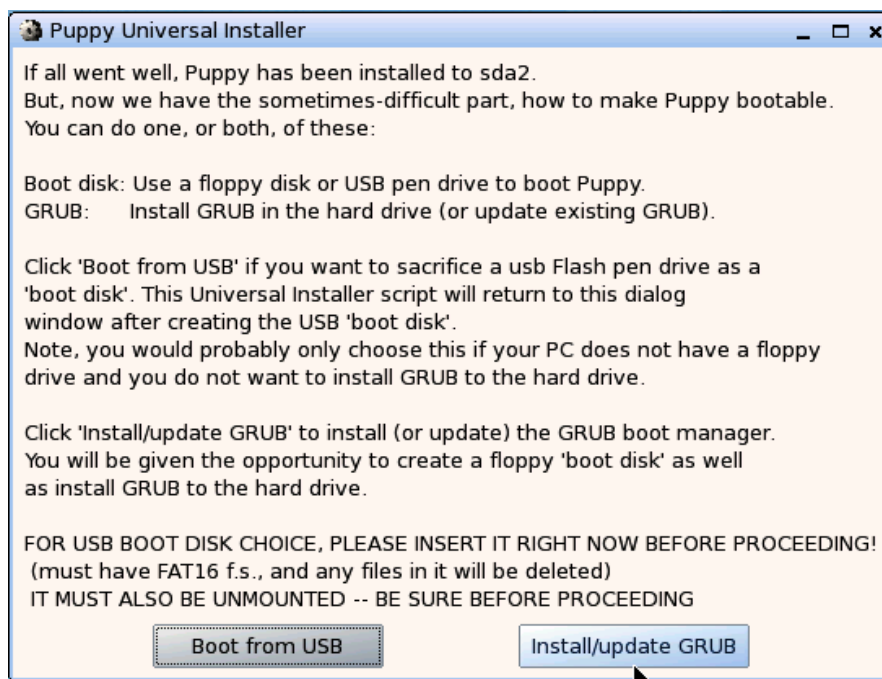 Puppy Universal Installer
If all went well, Puppy has been installed to sda2.
But, now we have the sometimes-difficult part, how to make Puppy bootable.
You can do one, or both, of these:
Boot disk: Use a floppy disk or USB pen drive to boot Puppy.
GRUB: Install GRUB in the hard drive (or update existing GRUB).
Click 'Boot from USB' if you want to sacrifice a usb Flash pen drive as a
'boot disk'. This Universal Installer script will return to this dialog
window after creating the USB 'boot disk'.
Note, you would probably only choose this if your PC does not have a floppy
drive and you do not want to install GRUB to the hard drive.
Click 'Install/update GRUB' to install (or update) the GRUB boot manager.
You will be given the opportunity to create a floppy 'boot disk' as well
as install GRUB to the hard drive.
FOR USB BOOT DISK CHOICE, PLEASE INSERT IT RIGHT NOW BEFORE PROCEEDING!
(must have FAT16 f.s., and any files in it will be deleted)
IT MUST ALSO BE UNMOUNTED -- BE SURE BEFORE PROCEEDING
Boot from USB
Install/update GRUB